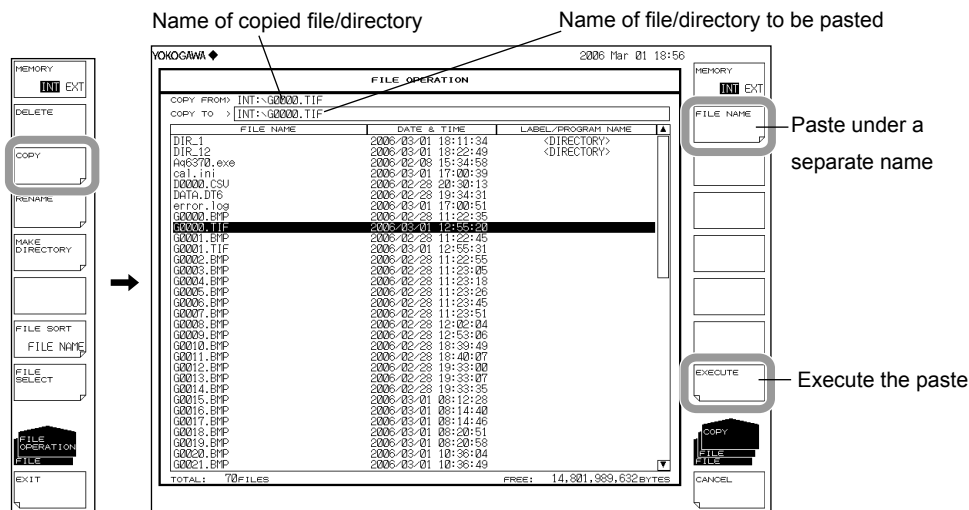 Name of copied file/directory
Name of file/directory to be pasted
MEMORY
INT EXT
DELETE
COPY
RENAME
MAKE
DIRECTORY
FILE SORT
FILE NAME
FILE
SELECT
FILE
OPERATION
FILE
EXIT
YOKOGAWA ◆ 2006 Mar 01 18:56
FILE OPERATION
COPY FROM> INT:\G0000.TIF
COPY TO > INT:\G0000.TIF
FILE NAME DATE & TIME LABEL/PROGRAM NAME
DIR_1 2006/03/01 18:11:34 <DIRECTORY>
DIR_12 2006/03/01 18:22:49 <DIRECTORY>
Aq6370.exe 2006/02/08 15:34:58
cal.ini 2006/03/01 17:00:39
D0000.CSV 2006/02/28 20:30:13
DATA.DT6 2006/02/28 19:34:31
error.log 2006/03/01 17:00:51
G0000.BMP 2006/02/28 11:22:35
G0000.TIF 2006/03/01 12:55:20
G0001.BMP 2006/02/28 11:22:45
G0001.TIF 2006/03/01 12:55:31
G0002.BMP 2006/02/28 11:22:55
G0003.BMP 2006/02/28 11:23:05
G0004.BMP 2006/02/28 11:23:18
G0005.BMP 2006/02/28 11:23:26
G0006.BMP 2006/02/28 11:23:45
G0007.BMP 2006/02/28 11:23:51
G0008.BMP 2006/02/28 12:02:04
G0009.BMP 2006/02/28 12:53:06
G0010.BMP 2006/02/28 18:39:49
G0011.BMP 2006/02/28 18:40:07
G0012.BMP 2006/02/28 19:33:00
G0013.BMP 2006/02/28 19:33:07
G0014.BMP 2006/02/28 19:33:35
G0015.BMP 2006/03/01 08:12:28
G0016.BMP 2006/03/01 08:14:40
G0017.BMP 2006/03/01 08:14:46
G0018.BMP 2006/03/01 08:20:51
G0019.BMP 2006/03/01 08:20:58
G0020.BMP 2006/03/01 10:36:04
G0021.BMP 2006/03/01 10:36:49
TOTAL: 70FILES FREE: 14,801,989,632BYTES
MEMORY
INT EXT
FILE NAME
Paste under a
separate name
EXECUTE
Execute the paste
COPY
FILE
FILE
CANCEL